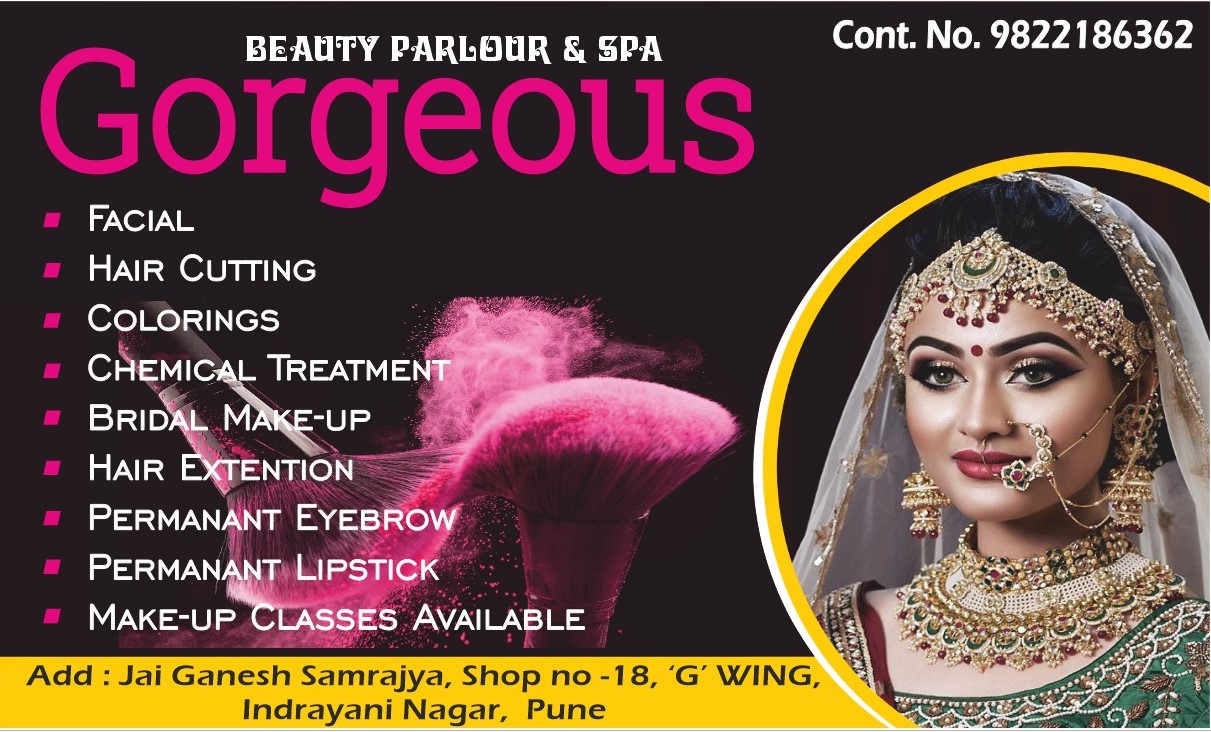 BEAUTY PARLOUR & SPA
Cont. No. 9822186362
Gorgeous
Facial
Hair Cutting
Colorings
Chemical Treatment
Bridal Make-up
Hair Extention
Permanant Eyebrow
Permanant Lipstick
Make-up Classes Available
Add : Jai Ganesh Samrajya, Shop no -18, ‘G’ WING,
Indrayani Nagar, Pune